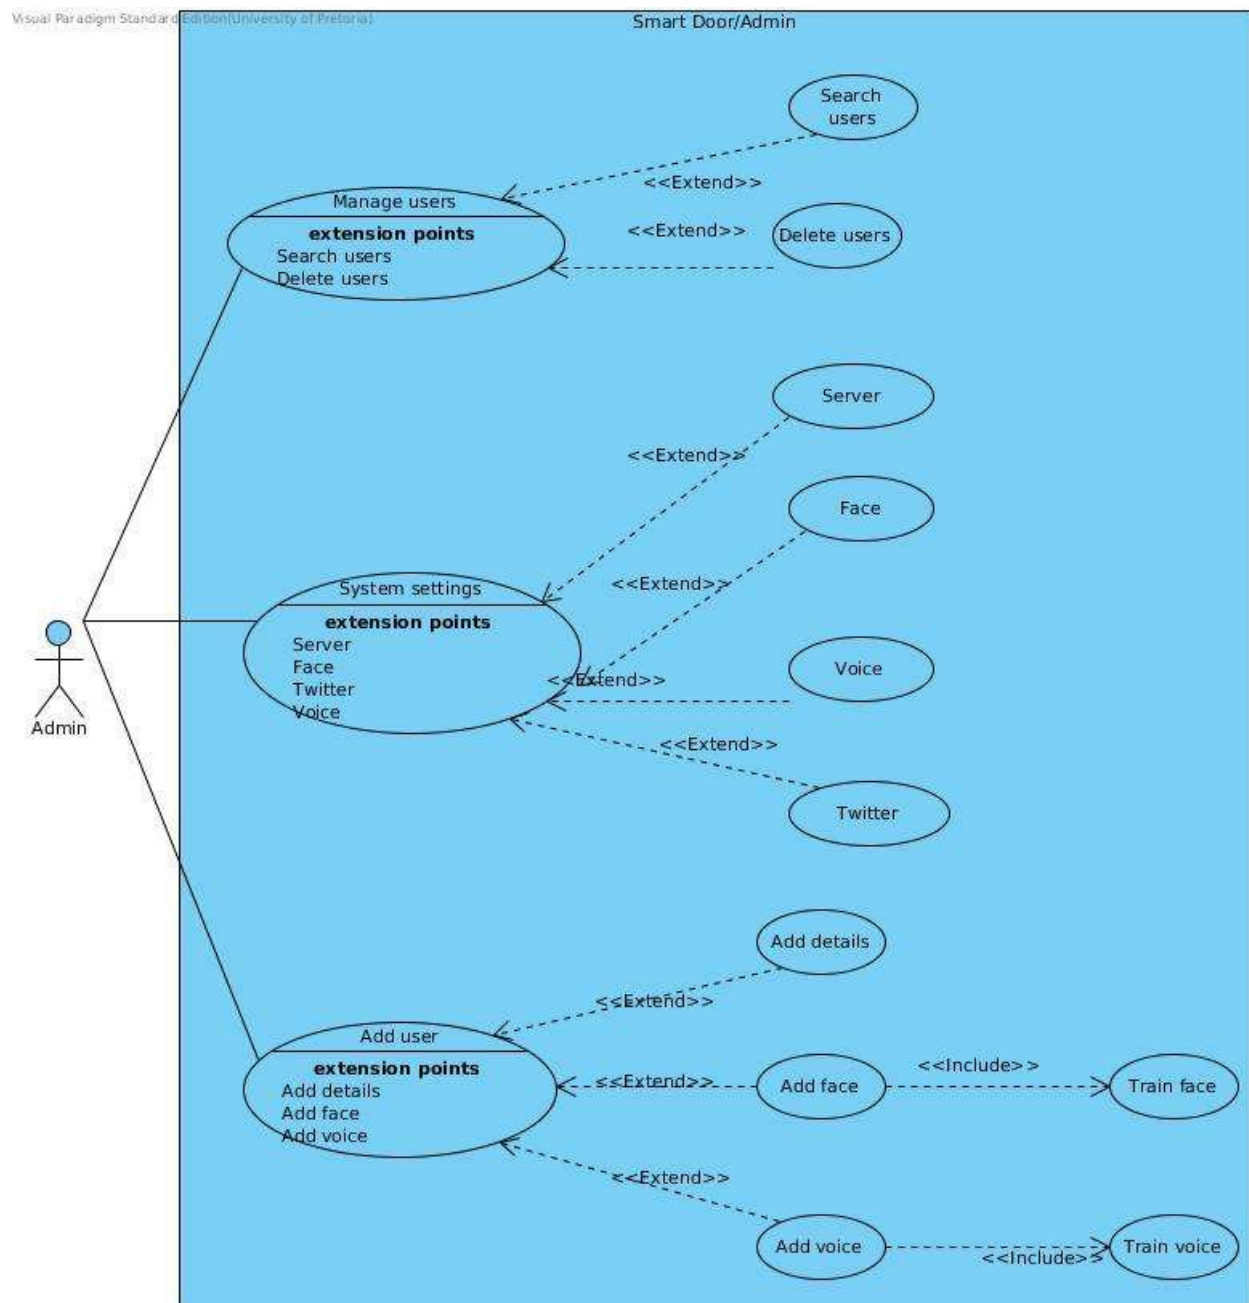 Visual Paradigm Standard Edition(University of Pretoria)
Smart Door/Admin
Search
users
<<Extend>>
Manage users
extension points
Search users
Delete users
<<Extend>>
Delete users
Server
<<Extend>>
Face
<<Extend>>
System settings
extension points
Server
Face
Twitter
Voice
<<Extend>>
Voice
<<Extend>>
Twitter
Admin
Add details
<<Extend>>
Add user
extension points
Add details
Add face
Add voice
<<Extend>>
Add face
<<Include>>
Train face
<<Extend>>
Add voice
<<Include>>
Train voice